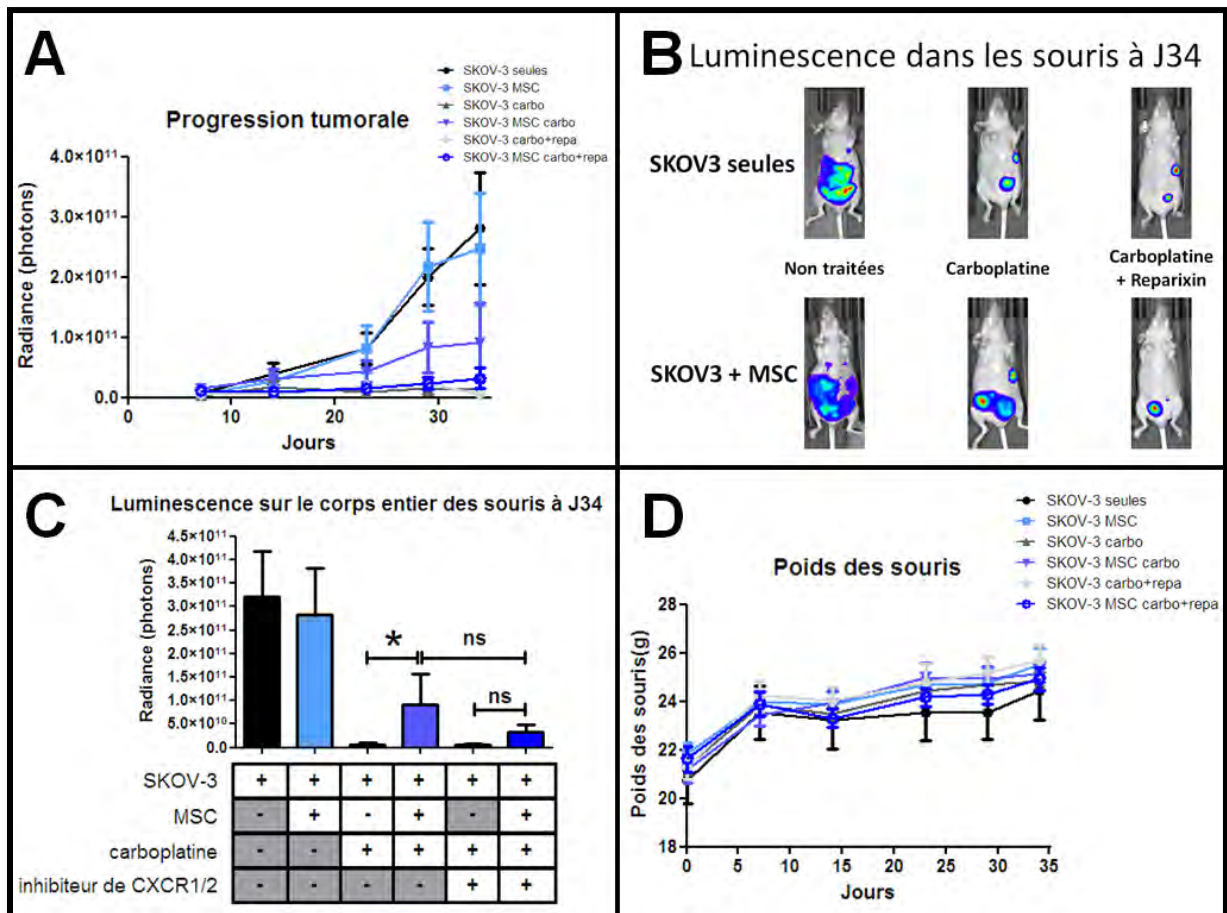 A
Progression tumorale
SKOV-3 seules
SKOV-3 MSC
SKOV-3 carbo
SKOV-3 MSC carbo
SKOV-3 carbo+repa
SKOV-3 MSC carbo+repa
Radiance (photons)
4.0×10¹¹
3.0×10¹¹
2.0×10¹¹
1.0×10¹¹
0.0
0 10 20 30
Jours
B
Luminescence dans les souris à J34
SKOV3 seules
Non traitées Carboplatine Carboplatine
+ Reparixin
SKOV3 + MSC
C
Luminescence sur le corps entier des souris à J34
Radiance (photons)
4.5×10¹¹
4.0×10¹¹
3.5×10¹¹
3.0×10¹¹
2.5×10¹¹
2.0×10¹¹
1.5×10¹¹
1.0×10¹¹
5.0×10¹⁰
0.0
* ns
ns
SKOV-3 + + + + + +
MSC - + - + - +
carboplatine - - + + + +
inhibiteur de CXCR1/2 - - - - + +
D
SKOV-3 seules
SKOV-3 MSC
SKOV-3 carbo
SKOV-3 MSC carbo
SKOV-3 carbo+repa
SKOV-3 MSC carbo+repa
Poids des souris
Poids des souris(g)
28
26
24
22
20
18
0 5 10 15 20 25 30 35
Jours